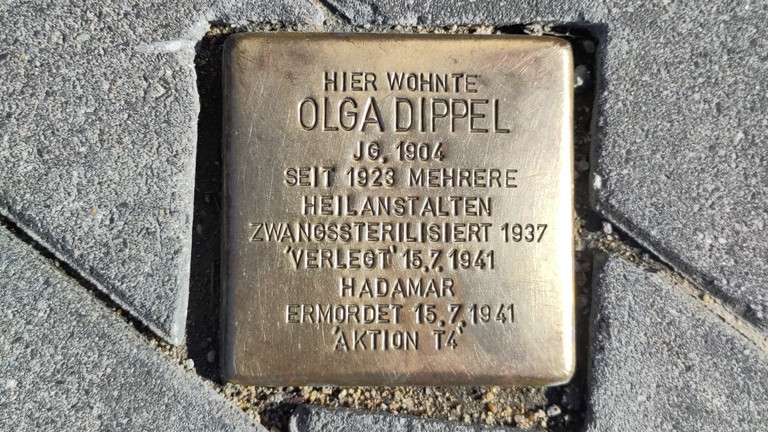 HIER WOHNTE
OLGA DIPPEL
JG. 1904
SEIT 1923 MEHRERE
HEILANSTALTEN
ZWANGSSTERILISIERT 1937
'VERLEGT' 15.7.1941
HADAMAR
ERMORDET 15.7.1941
'AKTION T4'